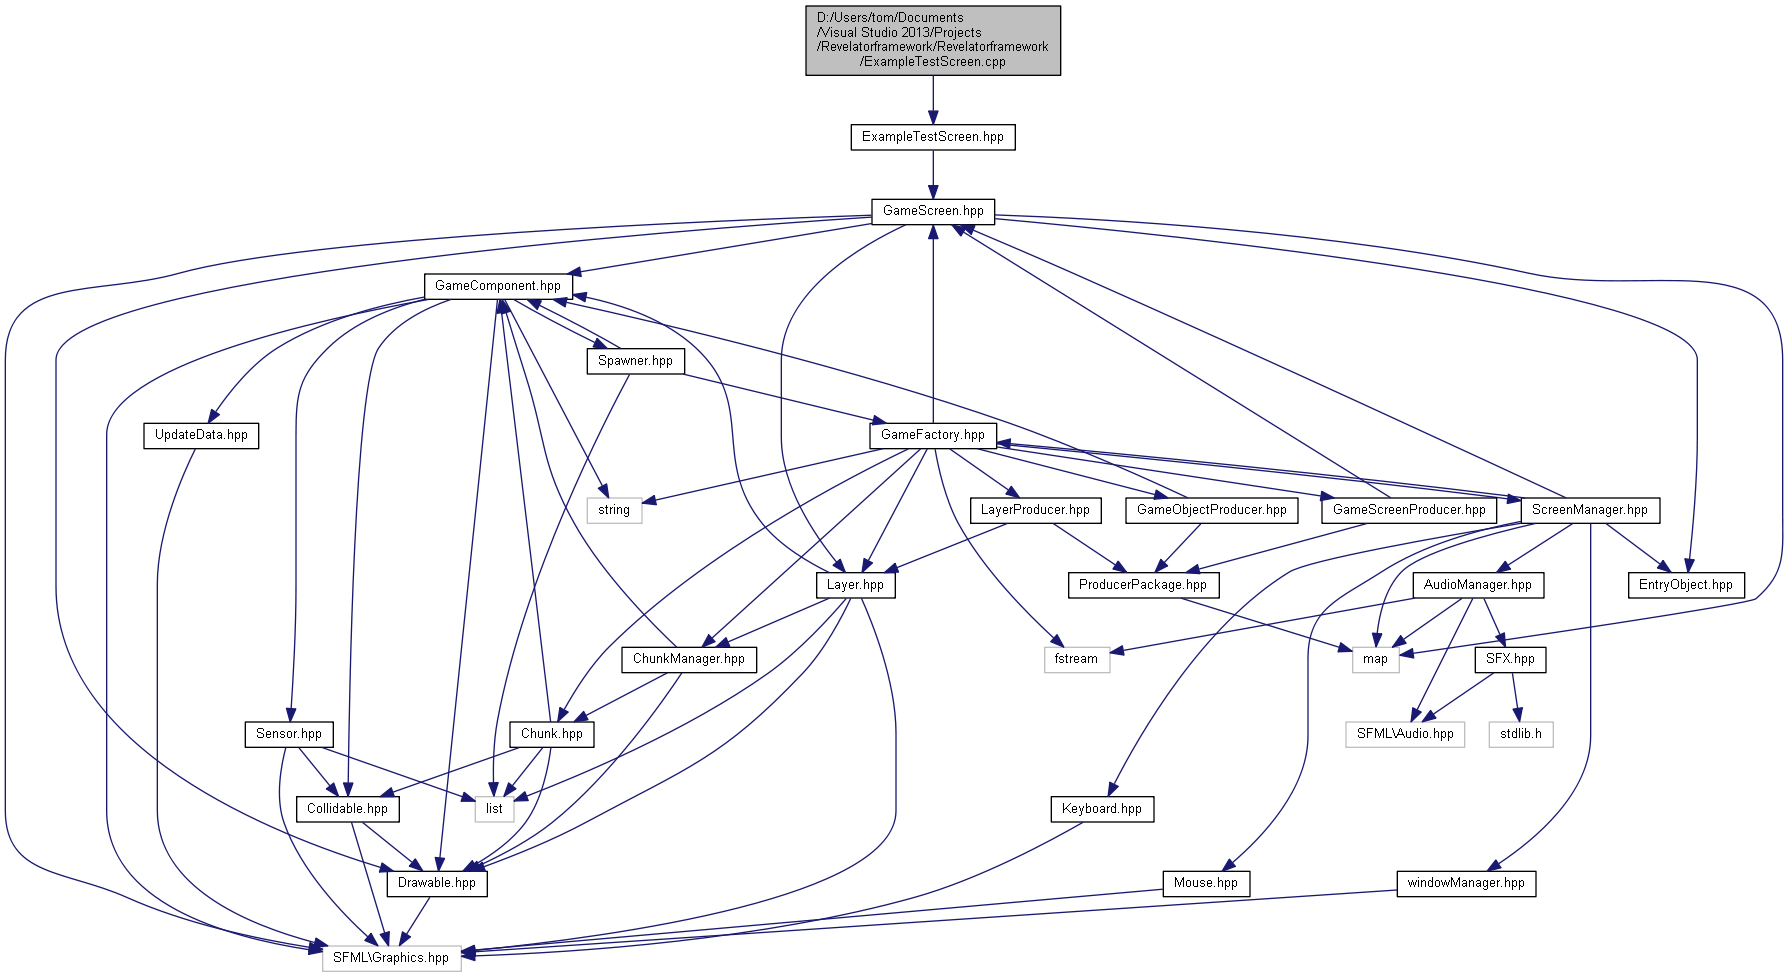 D:/Users/tom/Documents
/Visual Studio 2013/Projects
/Revelatorframework/Revelatorframework
/ExampleTestScreen.cpp
ExampleTestScreen.hpp
GameScreen.hpp
GameComponent.hpp
Spawner.hpp
UpdateData.hpp
GameFactory.hpp
string
LayerProducer.hpp
GameObjectProducer.hpp
GameScreenProducer.hpp
ScreenManager.hpp
Layer.hpp
ProducerPackage.hpp
AudioManager.hpp
EntryObject.hpp
ChunkManager.hpp
fstream
map
SFX.hpp
Sensor.hpp
Chunk.hpp
SFML\Audio.hpp
stdlib.h
Collidable.hpp
list
Keyboard.hpp
Drawable.hpp
Mouse.hpp
windowManager.hpp
SFML\Graphics.hpp